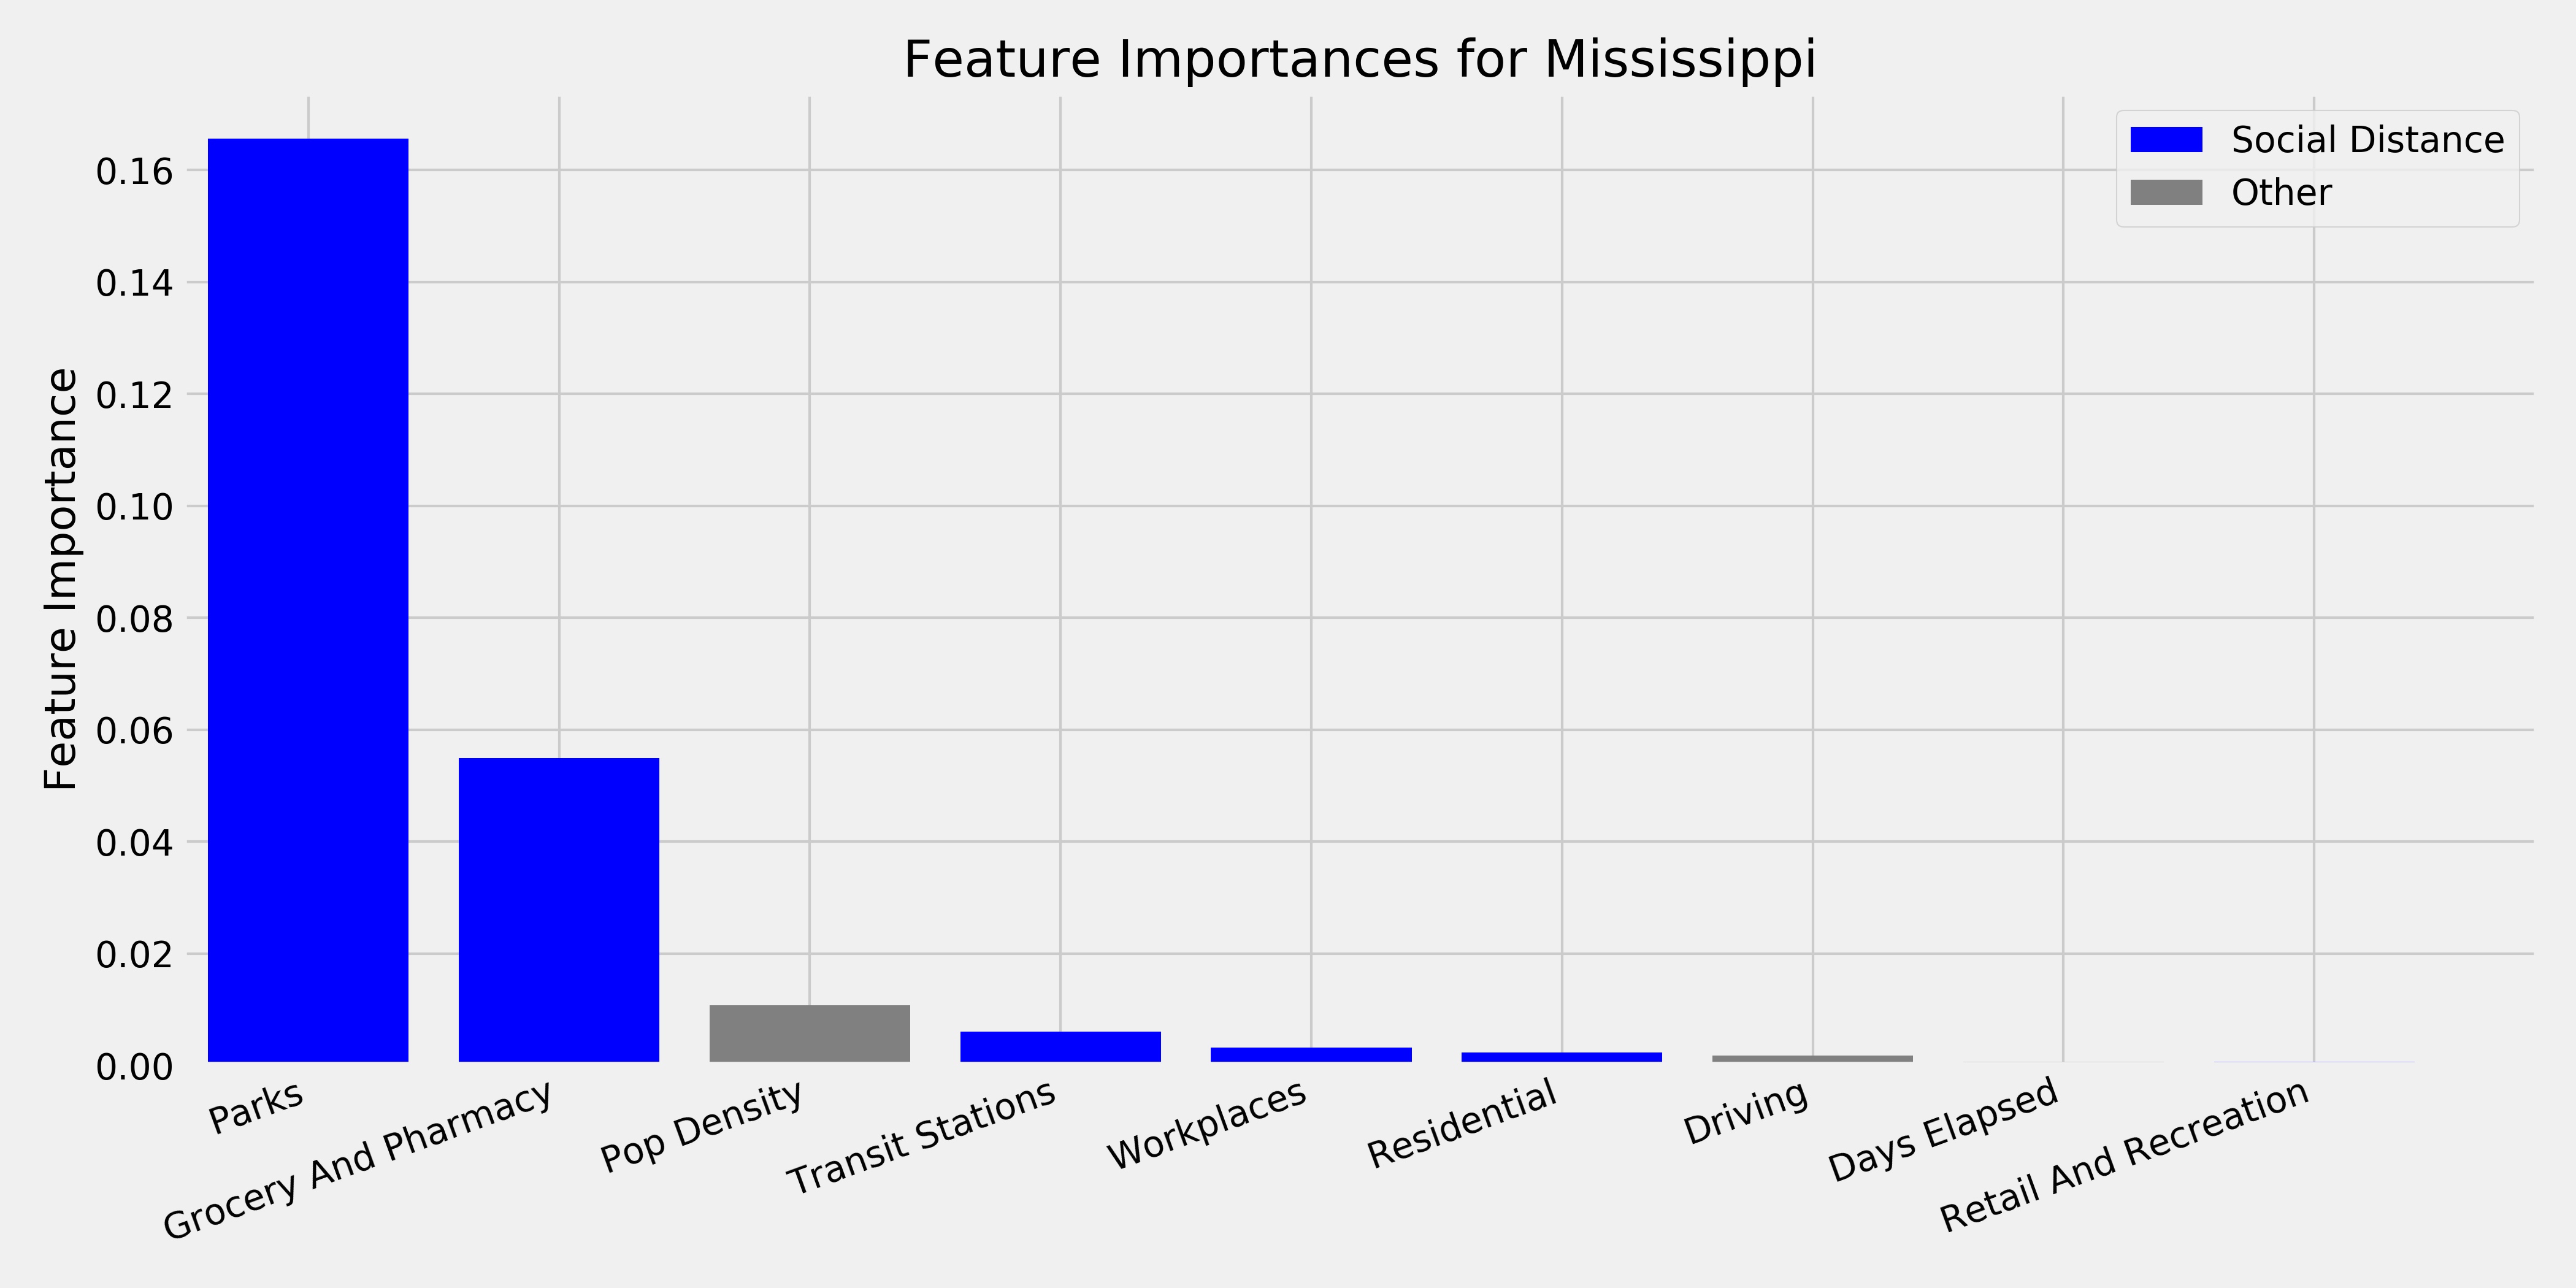 Feature Importances for Mississippi
Social Distance
Other
Feature Importance
0.16
0.14
0.12
0.10
0.08
0.06
0.04
0.02
0.00
Parks
Grocery And Pharmacy
Pop Density
Transit Stations
Workplaces
Residential
Driving
Days Elapsed
Retail And Recreation